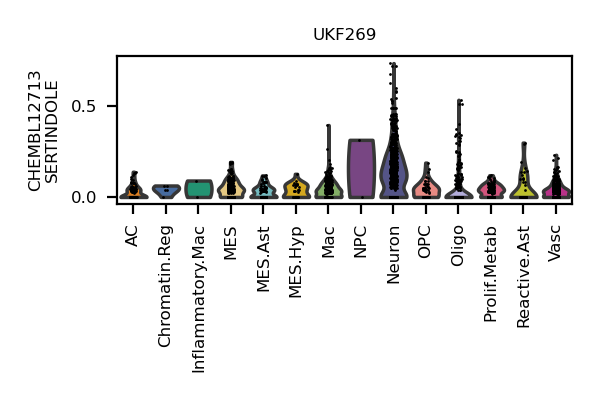 UKF269
CHEMBL12713
SERTINDOLE
0.5
0.0
AC
Chromatin.Reg
Inflammatory.Mac
MES
MES.Ast
MES.Hyp
Mac
NPC
Neuron
OPC
Oligo
Prolif.Metab
Reactive.Ast
Vasc